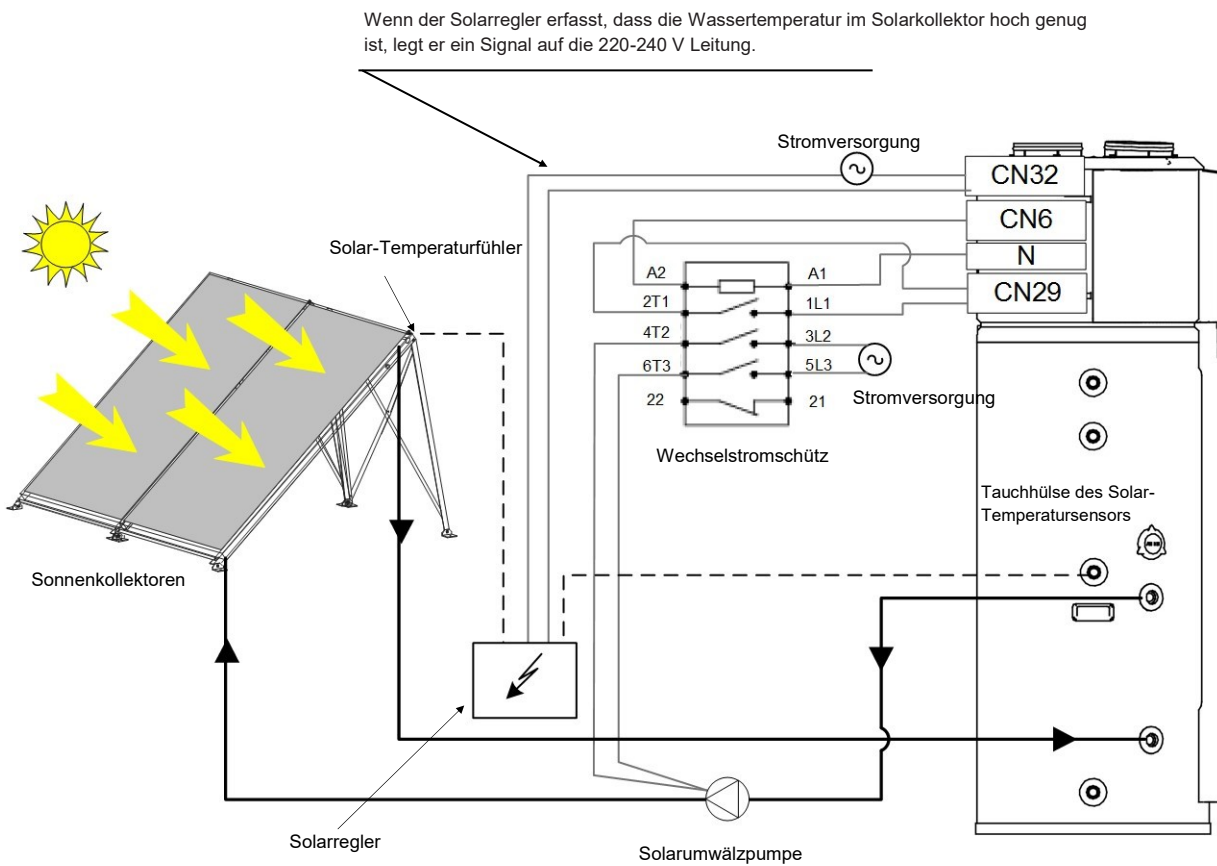 Wenn der Solarregler erfasst, dass die Wassertemperatur im Solarkollektor hoch genug
ist, legt er ein Signal auf die 220-240 V Leitung.
Stromversorgung
CN32
CN6
N
CN29
Solar-Temperaturfühler
A2
A1
2T1
1L1
4T2
3L2
6T3
5L3
22
21
Stromversorgung
Wechselstromschütz
Tauchhülse des Solar-
Temperatursensors
Sonnenkollektoren
Solarregler
Solarumwälzpumpe